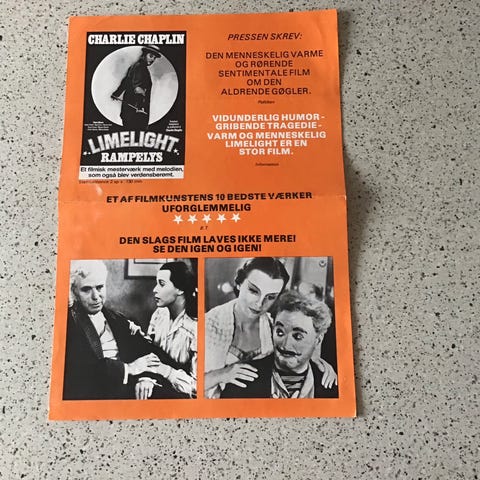 CHARLIE CHAPLIN
LIMELIGHT
RAMPELYS
Et filmisk mesterværk med melodien,
som også blev verdensberømt.
PRESSEN SKREV:
DEN MENNESKELIG VARME
OG RØRENDE
SENTIMENTALE FILM
OM DEN
ALDRENDE GØGLER.
Politiken
VIDUNDERLIG HUMOR-
GRIBENDE TRAGEDIE-
VARM OG MENNESKELIG
LIMELIGHT ER EN
STOR FILM.
Information
ET AF FILMKUNSTENS 10 BEDSTE VÆRKER
UFORGLEMMELIG
B.T.
DEN SLAGS FILM LAVES IKKE MERE!
SE DEN IGEN OG IGEN!